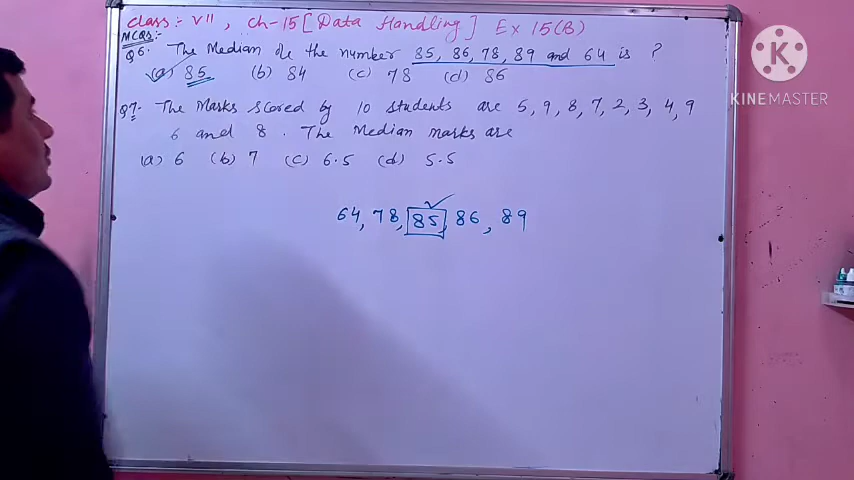 Class:- VII, Ch-15 [Data Handling] Ex 15(B)
MCQs:-
Q6. The Median of the number 85, 86, 78, 89 and 64 is ?
(a) 85 (b) 84 (c) 78 (d) 86
Q7:- The Marks scored by 10 students are 5, 9, 8, 7, 2, 3, 4, 9
6 and 8. The Median marks are
(a) 6 (b) 7 (c) 6.5 (d) 5.5
64, 78, 85, 86, 89
K
KINEMASTER